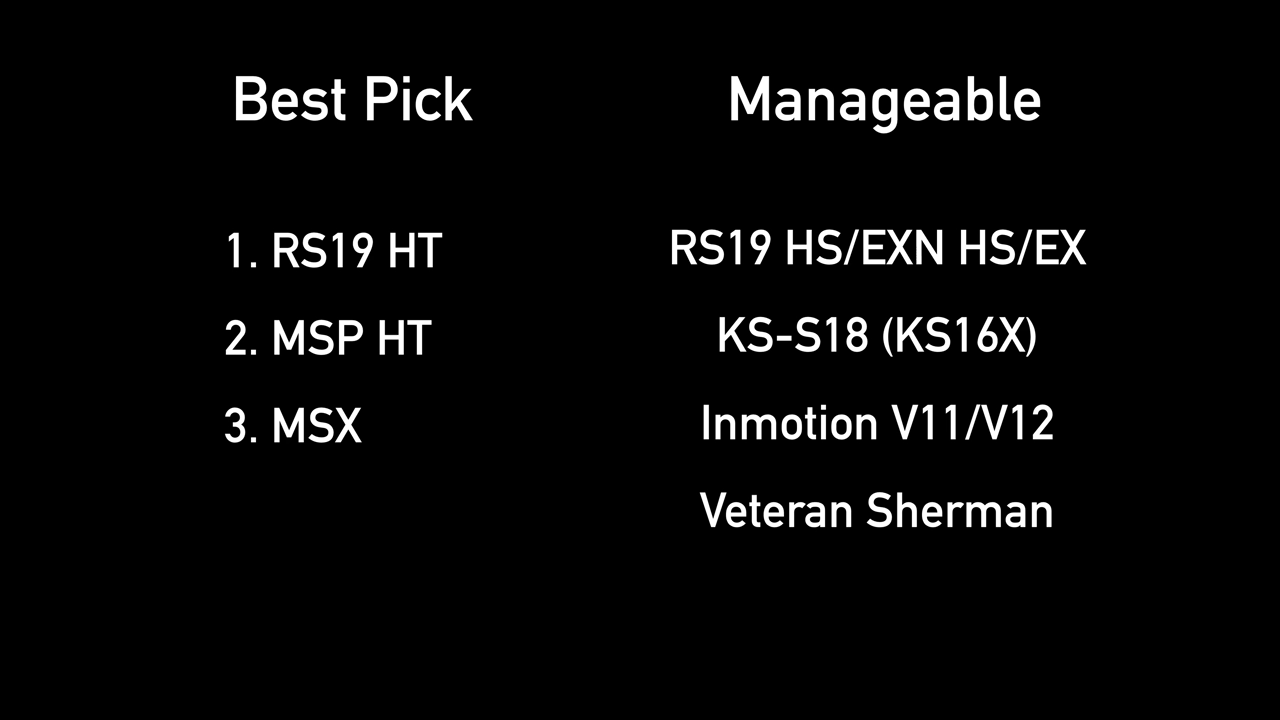 Best Pick
1. RS19 HT
2. MSP HT
3. MSX
Manageable
RS19 HS/EXN HS/EX
KS-S18 (KS16X)
Inmotion V11/V12
Veteran Sherman